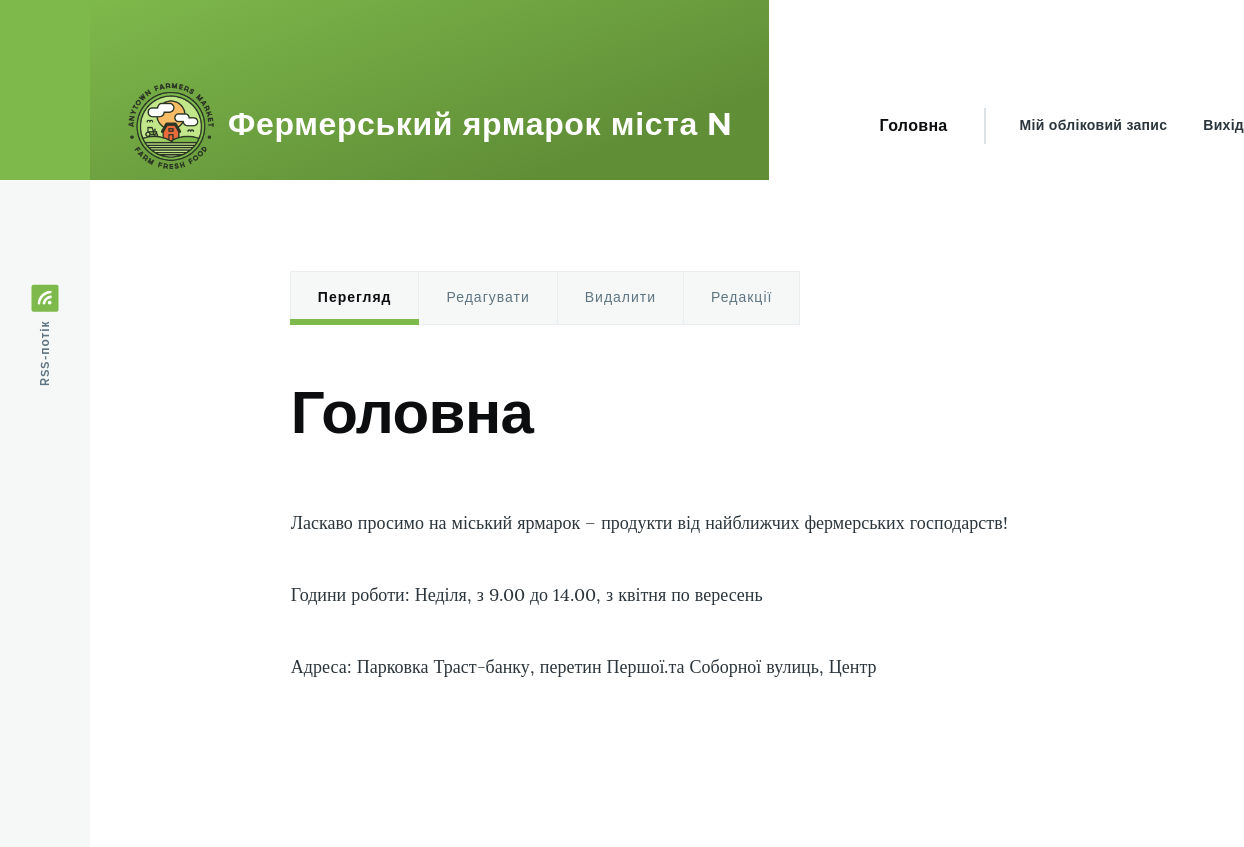 ANYTOWN FARMERS MARKET
FARM FRESH FOOD
Фермерський ярмарок міста N
Головна
Мій обліковий запис
Вихід
RSS-потік
Перегляд
Редагувати
Видалити
Редакції
Головна
Ласкаво просимо на міський ярмарок – продукти від найближчих фермерських господарств!
Години роботи: Неділя, з 9.00 до 14.00, з квітня по вересень
Адреса: Парковка Траст-банку, перетин Першої.та Соборної вулиць, Центр